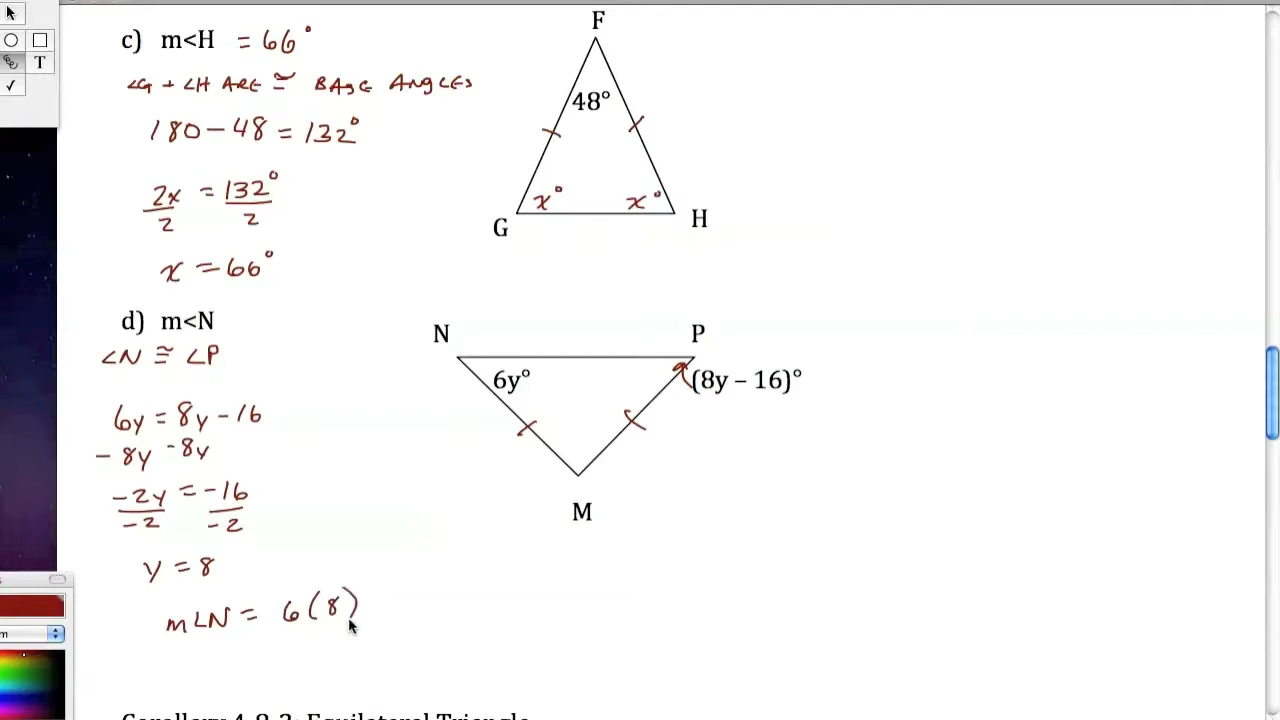 c) m<H = 66°
∠G + ∠H ARE ≅ BASE ANGLES
180 - 48 = 132°
2x = 132°
2 2
x = 66°
F
48°
x° x°
G H
d) m<N
∠N ≅ ∠P
6y = 8y - 16
- 8y - 8y
-2y = -16
-2 -2
y = 8
m∠N = 6(8)
N P
6y° (8y – 16)°
M
T
m